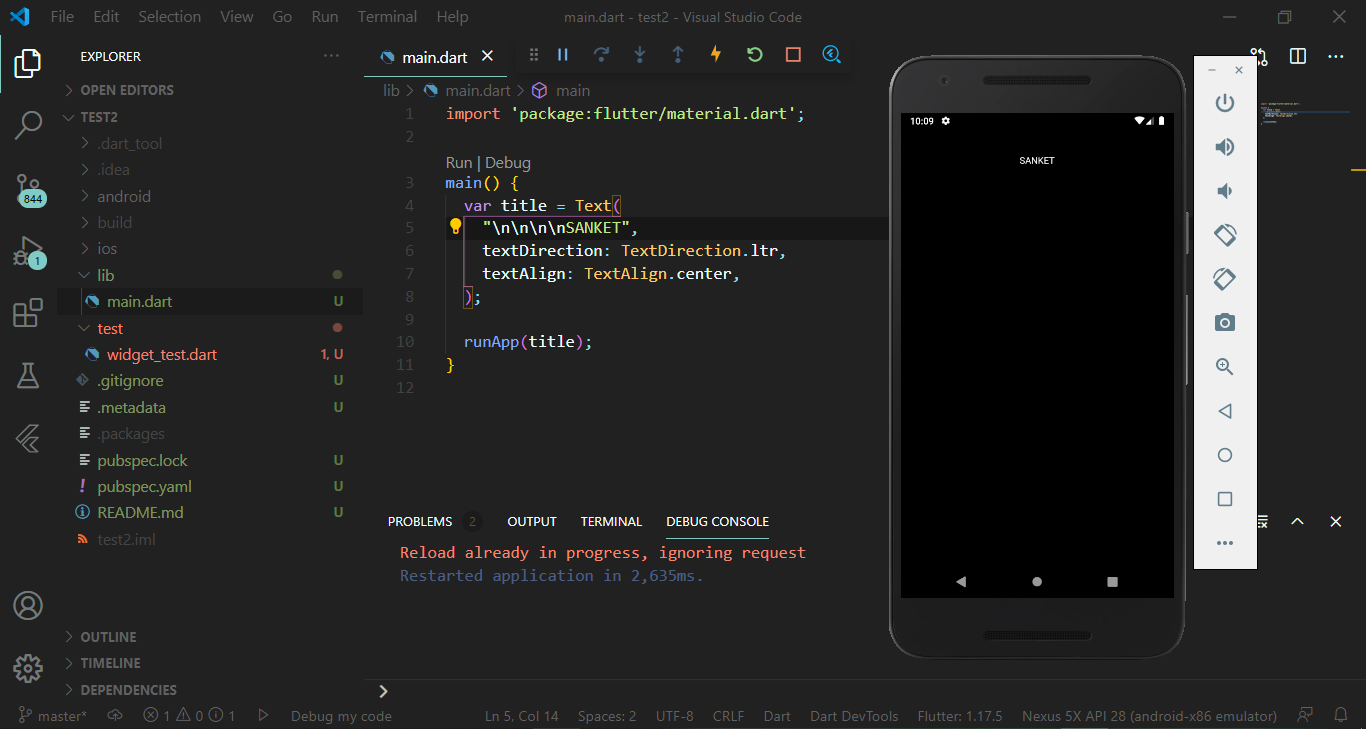 File Edit Selection View Go Run Terminal Help
main.dart - test2 - Visual Studio Code
EXPLORER
OPEN EDITORS
TEST2
.dart_tool
.idea
android
build
ios
lib
main.dart U
test
widget_test.dart 1, U
.gitignore U
.metadata U
.packages
pubspec.lock U
pubspec.yaml U
README.md U
test2.iml
OUTLINE
TIMELINE
DEPENDENCIES
844
1
main.dart
lib > main.dart > main
1 import 'package:flutter/material.dart';
2
Run | Debug
3 main() {
4 var title = Text(
5 "\n\n\n\nSANKET",
6 textDirection: TextDirection.ltr,
7 textAlign: TextAlign.center,
8 );
9
10 runApp(title);
11 }
12
PROBLEMS 2 OUTPUT TERMINAL DEBUG CONSOLE
Reload already in progress, ignoring request
Restarted application in 2,635ms.
10:09
SANKET
master* 1 0 1 Debug my code Ln 5, Col 14 Spaces: 2 UTF-8 CRLF Dart Dart DevTools Flutter: 1.17.5 Nexus 5X API 28 (android-x86 emulator)